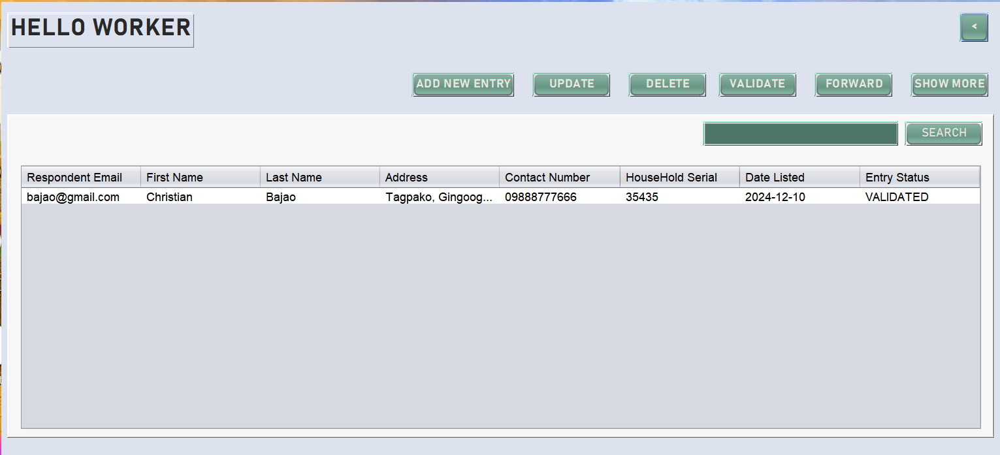 HELLO WORKER
<
ADD NEW ENTRY UPDATE DELETE VALIDATE FORWARD SHOW MORE
SEARCH
Respondent Email First Name Last Name Address Contact Number HouseHold Serial Date Listed Entry Status
bajao@gmail.com Christian Bajao Tagpako, Gingoog... 09888777666 35435 2024-12-10 VALIDATED